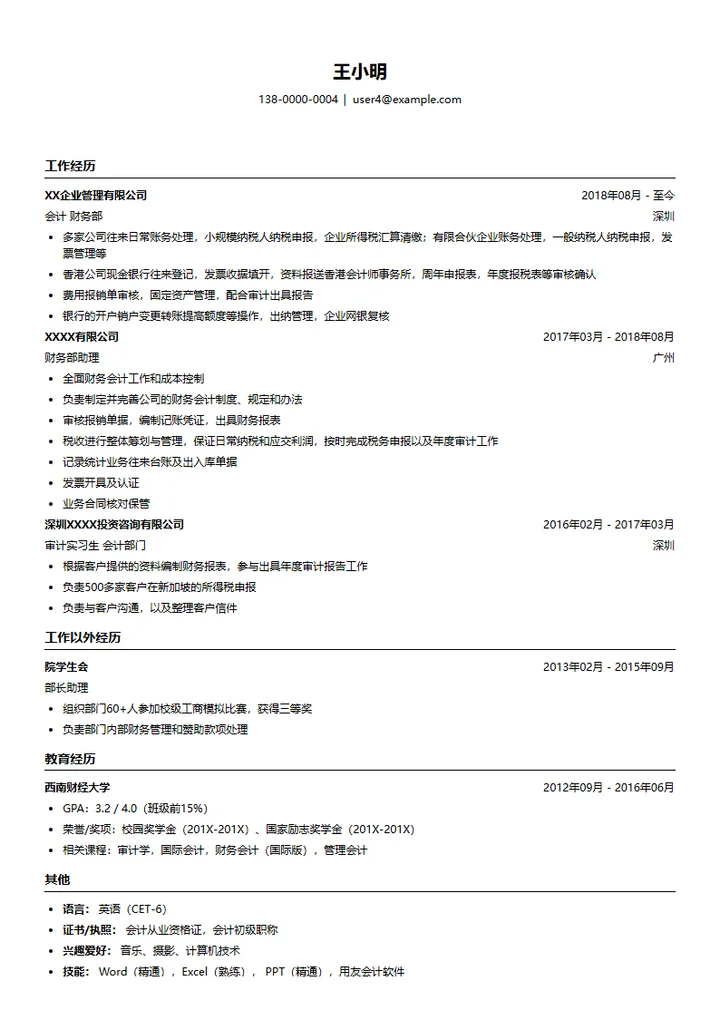 王小明
138-0000-0004 | user4@example.com
工作经历
XX企业管理有限公司 2018年08月 - 至今
会计 财务部 深圳
• 多家公司往来日常账务处理，小规模纳税人纳税申报，企业所得税汇算清缴；有限合伙企业账务处理，一般纳税人纳税申报，发
票管理等
• 香港公司现金银行往来登记，发票收据填开，资料报送香港会计师事务所，周年申报表，年度报税表等审核确认
• 费用报销单审核，固定资产管理，配合审计出具报告
• 银行的开户销户变更转账提高额度等操作，出纳管理，企业网银复核
XXXX有限公司 2017年03月 - 2018年08月
财务部助理 广州
• 全面财务会计工作和成本控制
• 负责制定并完善公司的财务会计制度、规定和办法
• 审核报销单据，编制记账凭证，出具财务报表
• 税收进行整体筹划与管理，保证日常纳税和应交利润，按时完成税务申报以及年度审计工作
• 记录统计业务往来台账及出入库单据
• 发票开具及认证
• 业务合同核对保管
深圳XXXX投资咨询有限公司 2016年02月 - 2017年03月
审计实习生 会计部门 深圳
• 根据客户提供的资料编制财务报表，参与出具年度审计报告工作
• 负责500多家客户在新加坡的所得税申报
• 负责与客户沟通，以及整理客户信件
工作以外经历
院学生会 2013年02月 - 2015年09月
部长助理
• 组织部门60+人参加校级工商模拟比赛，获得三等奖
• 负责部门内部财务管理和赞助款项处理
教育经历
西南财经大学 2012年09月 - 2016年06月
• GPA：3.2 / 4.0（班级前15%）
• 荣誉/奖项：校园奖学金（201X-201X）、国家励志奖学金（201X-201X）
• 相关课程：审计学，国际会计，财务会计（国际版），管理会计
其他
• 语言： 英语（CET-6）
• 证书/执照： 会计从业资格证，会计初级职称
• 兴趣爱好： 音乐、摄影、计算机技术
• 技能： Word（精通），Excel（熟练）， PPT（精通），用友会计软件